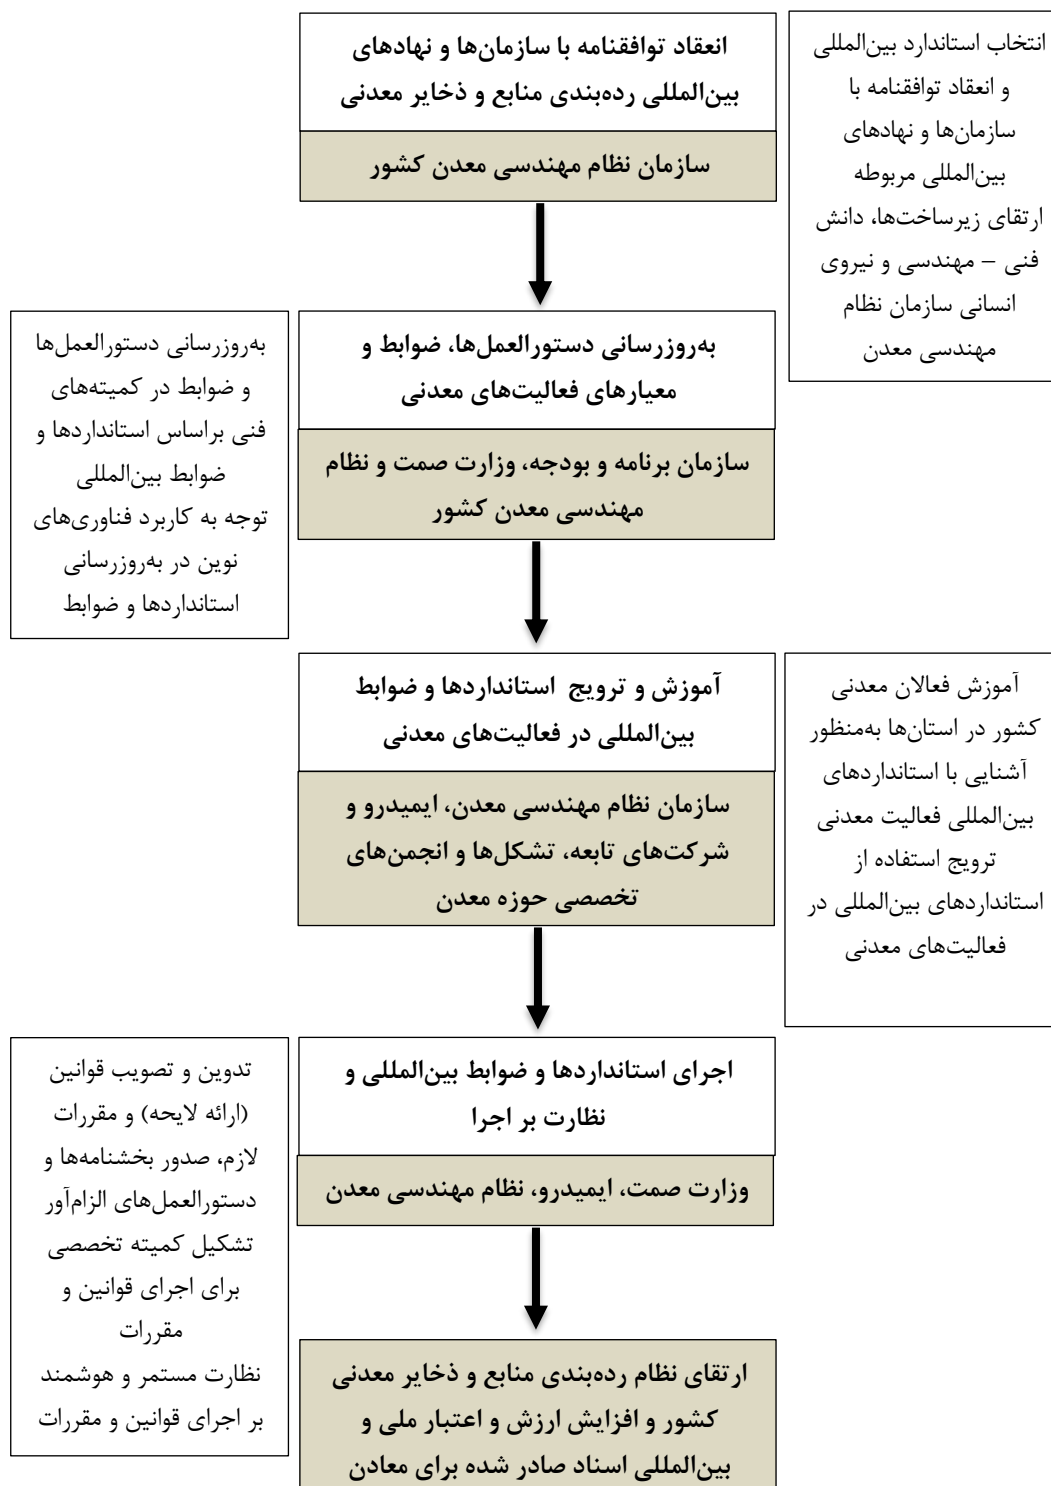 انعقاد توافقنامه با سازمان‌ها و نهادهای
بین‌المللی رده‌بندی منابع و ذخایر معدنی
سازمان نظام مهندسی معدن کشور
انتخاب استاندارد بین‌المللی
و انعقاد توافقنامه با
سازمان‌ها و نهادهای
بین‌المللی مربوطه
ارتقای زیرساخت‌ها، دانش
فنی – مهندسی و نیروی
انسانی سازمان نظام
مهندسی معدن
به‌روزرسانی دستورالعمل‌ها، ضوابط و
معیارهای فعالیت‌های معدنی
سازمان برنامه و بودجه، وزارت صمت و نظام
مهندسی معدن کشور
به‌روزرسانی دستورالعمل‌ها
و ضوابط در کمیته‌های
فنی براساس استانداردها و
ضوابط بین‌المللی
توجه به کاربرد فناوری‌های
نوین در به‌روزرسانی
استانداردها و ضوابط
آموزش و ترویج استانداردها و ضوابط
بین‌المللی در فعالیت‌های معدنی
سازمان نظام مهندسی معدن، ایمیدرو و
شرکت‌های تابعه، تشکل‌ها و انجمن‌های
تخصصی حوزه معدن
آموزش فعالان معدنی
کشور در استان‌ها به‌منظور
آشنایی با استانداردهای
بین‌المللی فعالیت معدنی
ترویج استفاده از
استانداردهای بین‌المللی در
فعالیت‌های معدنی
اجرای استانداردها و ضوابط بین‌المللی و
نظارت بر اجرا
وزارت صمت، ایمیدرو، نظام مهندسی معدن
تدوین و تصویب قوانین
(ارائه لایحه) و مقررات
لازم، صدور بخشنامه‌ها و
دستورالعمل‌های الزام‌آور
تشکیل کمیته تخصصی
برای اجرای قوانین و
مقررات
نظارت مستمر و هوشمند
بر اجرای قوانین و مقررات
ارتقای نظام رده‌بندی منابع و ذخایر معدنی
کشور و افزایش ارزش و اعتبار ملی و
بین‌المللی اسناد صادر شده برای معادن